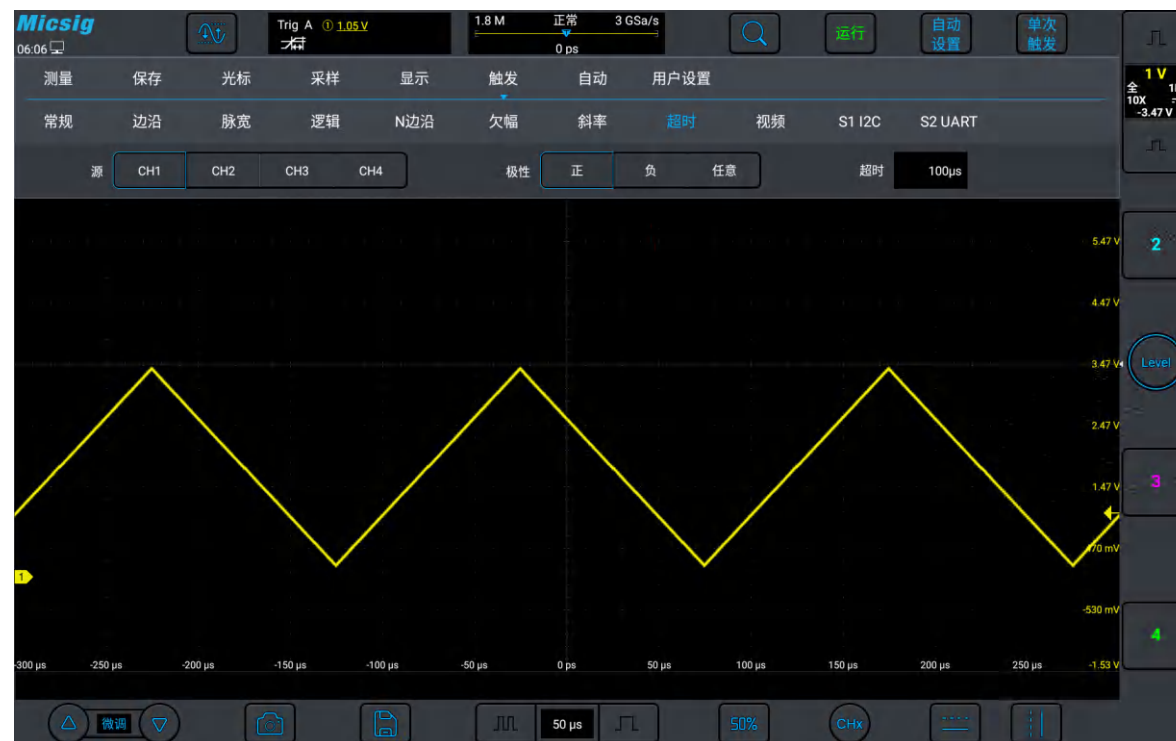 Micsig
06:06
Trig A ① 1.05 V
1.8 M 正常 3 GSa/s
0 ps
运行
自动
设置
单次
触发
测量 保存 光标 采样 显示 触发 自动 用户设置
常规 边沿 脉宽 逻辑 N边沿 欠幅 斜率 超时 视频 S1 I2C S2 UART
源 CH1 CH2 CH3 CH4 极性 正 负 任意 超时 100μs
1 V
全
10X
-3.47 V
5.47 V
2
4.47 V
3.47 V
Level
2.47 V
1.47 V
3
1
-530 mV
4
-300 μs -250 μs -200 μs -150 μs -100 μs -50 μs 0 ps 50 μs 100 μs 150 μs 200 μs 250 μs -1.53 V
微调 50 μs 50% CHx